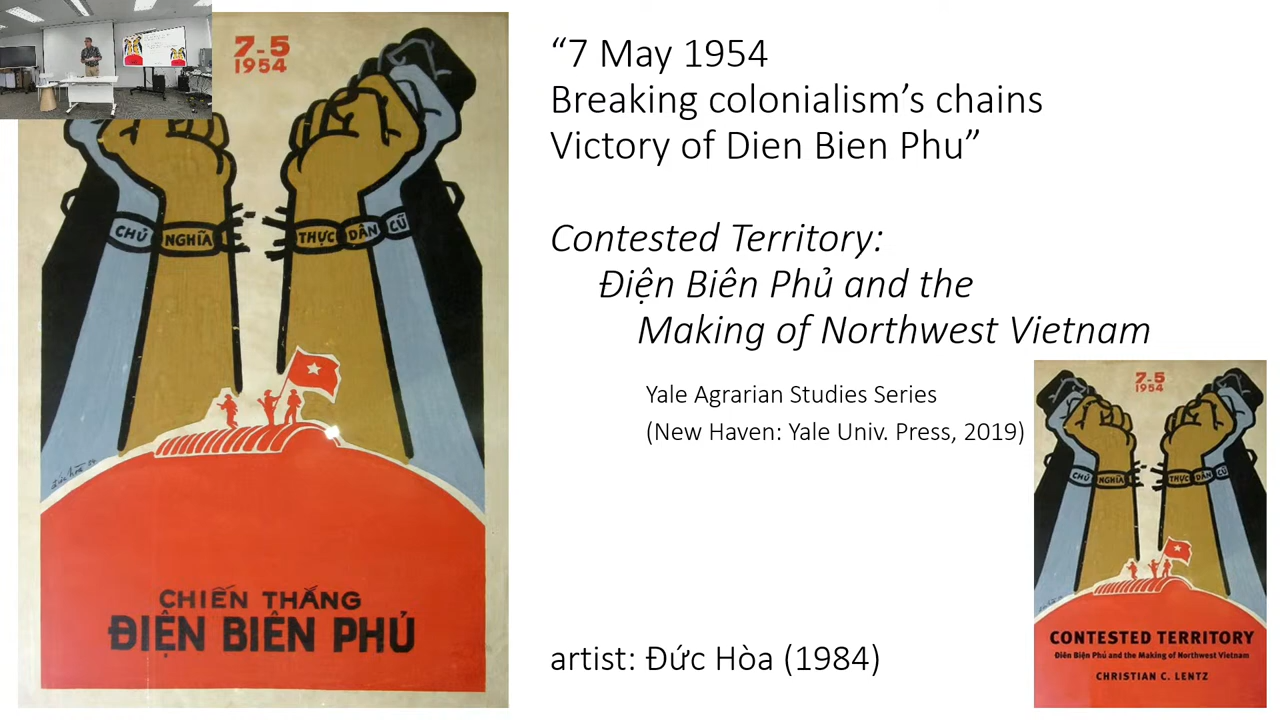 7-5
1954
CHỦ NGHĨA THỰC DÂN CŨ
CHIẾN THẮNG
ĐIỆN BIÊN PHỦ
“7 May 1954
Breaking colonialism’s chains
Victory of Dien Bien Phu”
Contested Territory:
Điện Biên Phủ and the
Making of Northwest Vietnam
Yale Agrarian Studies Series
(New Haven: Yale Univ. Press, 2019)
artist: Đức Hòa (1984)
7-5
1954
CHỦ NGHĨA THỰC DÂN CŨ
CONTESTED TERRITORY
Điện Biên Phủ and the Making of Northwest Vietnam
CHRISTIAN C. LENTZ